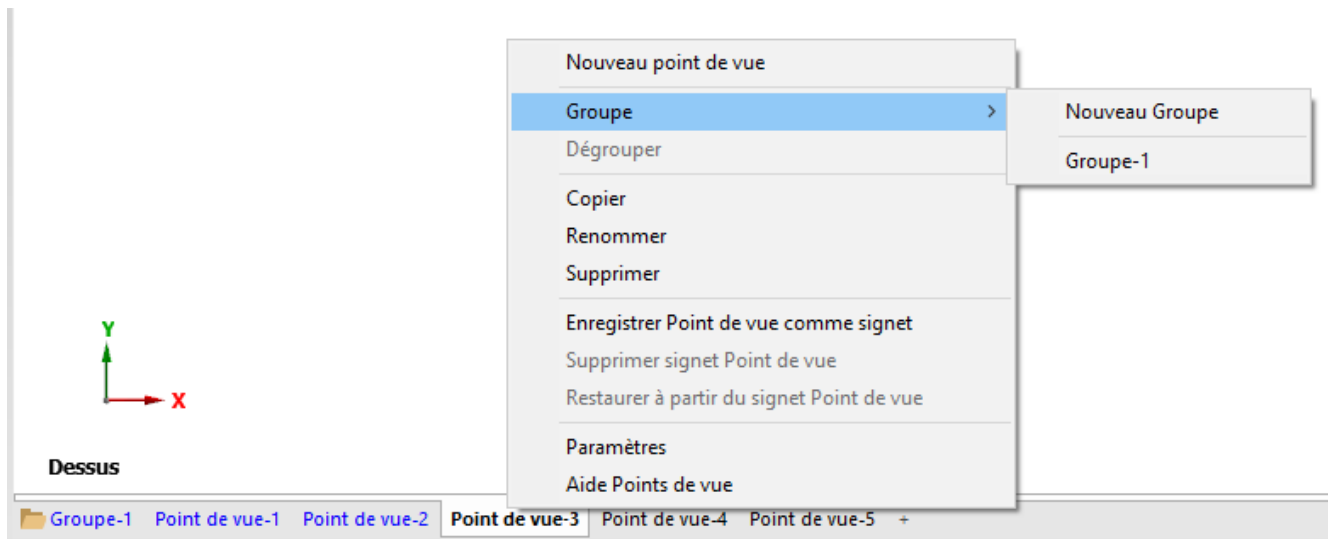 Nouveau point de vue
Groupe >
Dégrouper
Copier
Renommer
Supprimer
Enregistrer Point de vue comme signet
Supprimer signet Point de vue
Restaurer à partir du signet Point de vue
Paramètres
Aide Points de vue
Nouveau Groupe
Groupe-1
Y
X
Dessus
Groupe-1 Point de vue-1 Point de vue-2 Point de vue-3 Point de vue-4 Point de vue-5 +